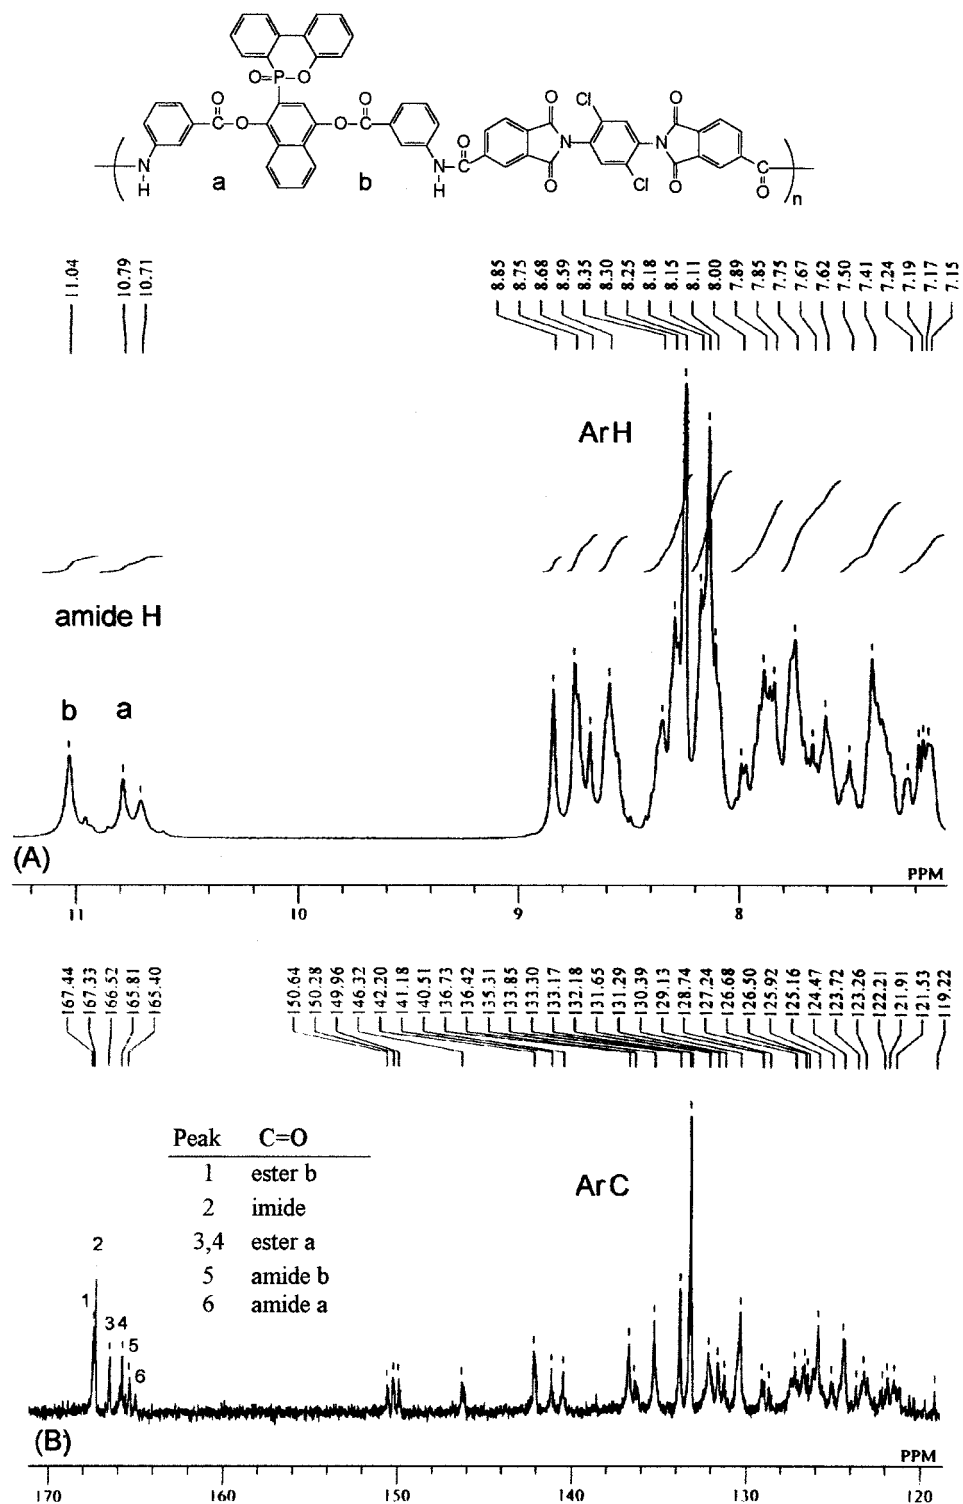 O=P-O
O
C-O
O-C
O
N
H
a
b
N
H
C
O
O
O
N
Cl
Cl
N
O
O
C
O
n
11.04
10.79
10.71
8.85
8.75
8.68
8.59
8.35
8.30
8.25
8.18
8.15
8.11
8.00
7.89
7.85
7.75
7.67
7.62
7.50
7.41
7.24
7.19
7.17
7.15
Ar H
amide H
b
a
(A)
PPM
11 10 9 8
167.44
167.33
166.52
165.81
165.40
150.64
150.28
149.96
146.32
142.20
141.18
140.51
136.73
136.42
135.31
133.85
133.30
133.17
132.18
131.65
131.29
130.39
129.13
128.74
127.24
126.68
126.50
125.92
125.16
124.47
123.72
123.26
122.21
121.91
121.53
119.22
Peak C=O
1 ester b
2 imide
3,4 ester a
5 amide b
6 amide a
Ar C
2
1
3 4
5
6
(B)
PPM
170 160 150 140 130 120